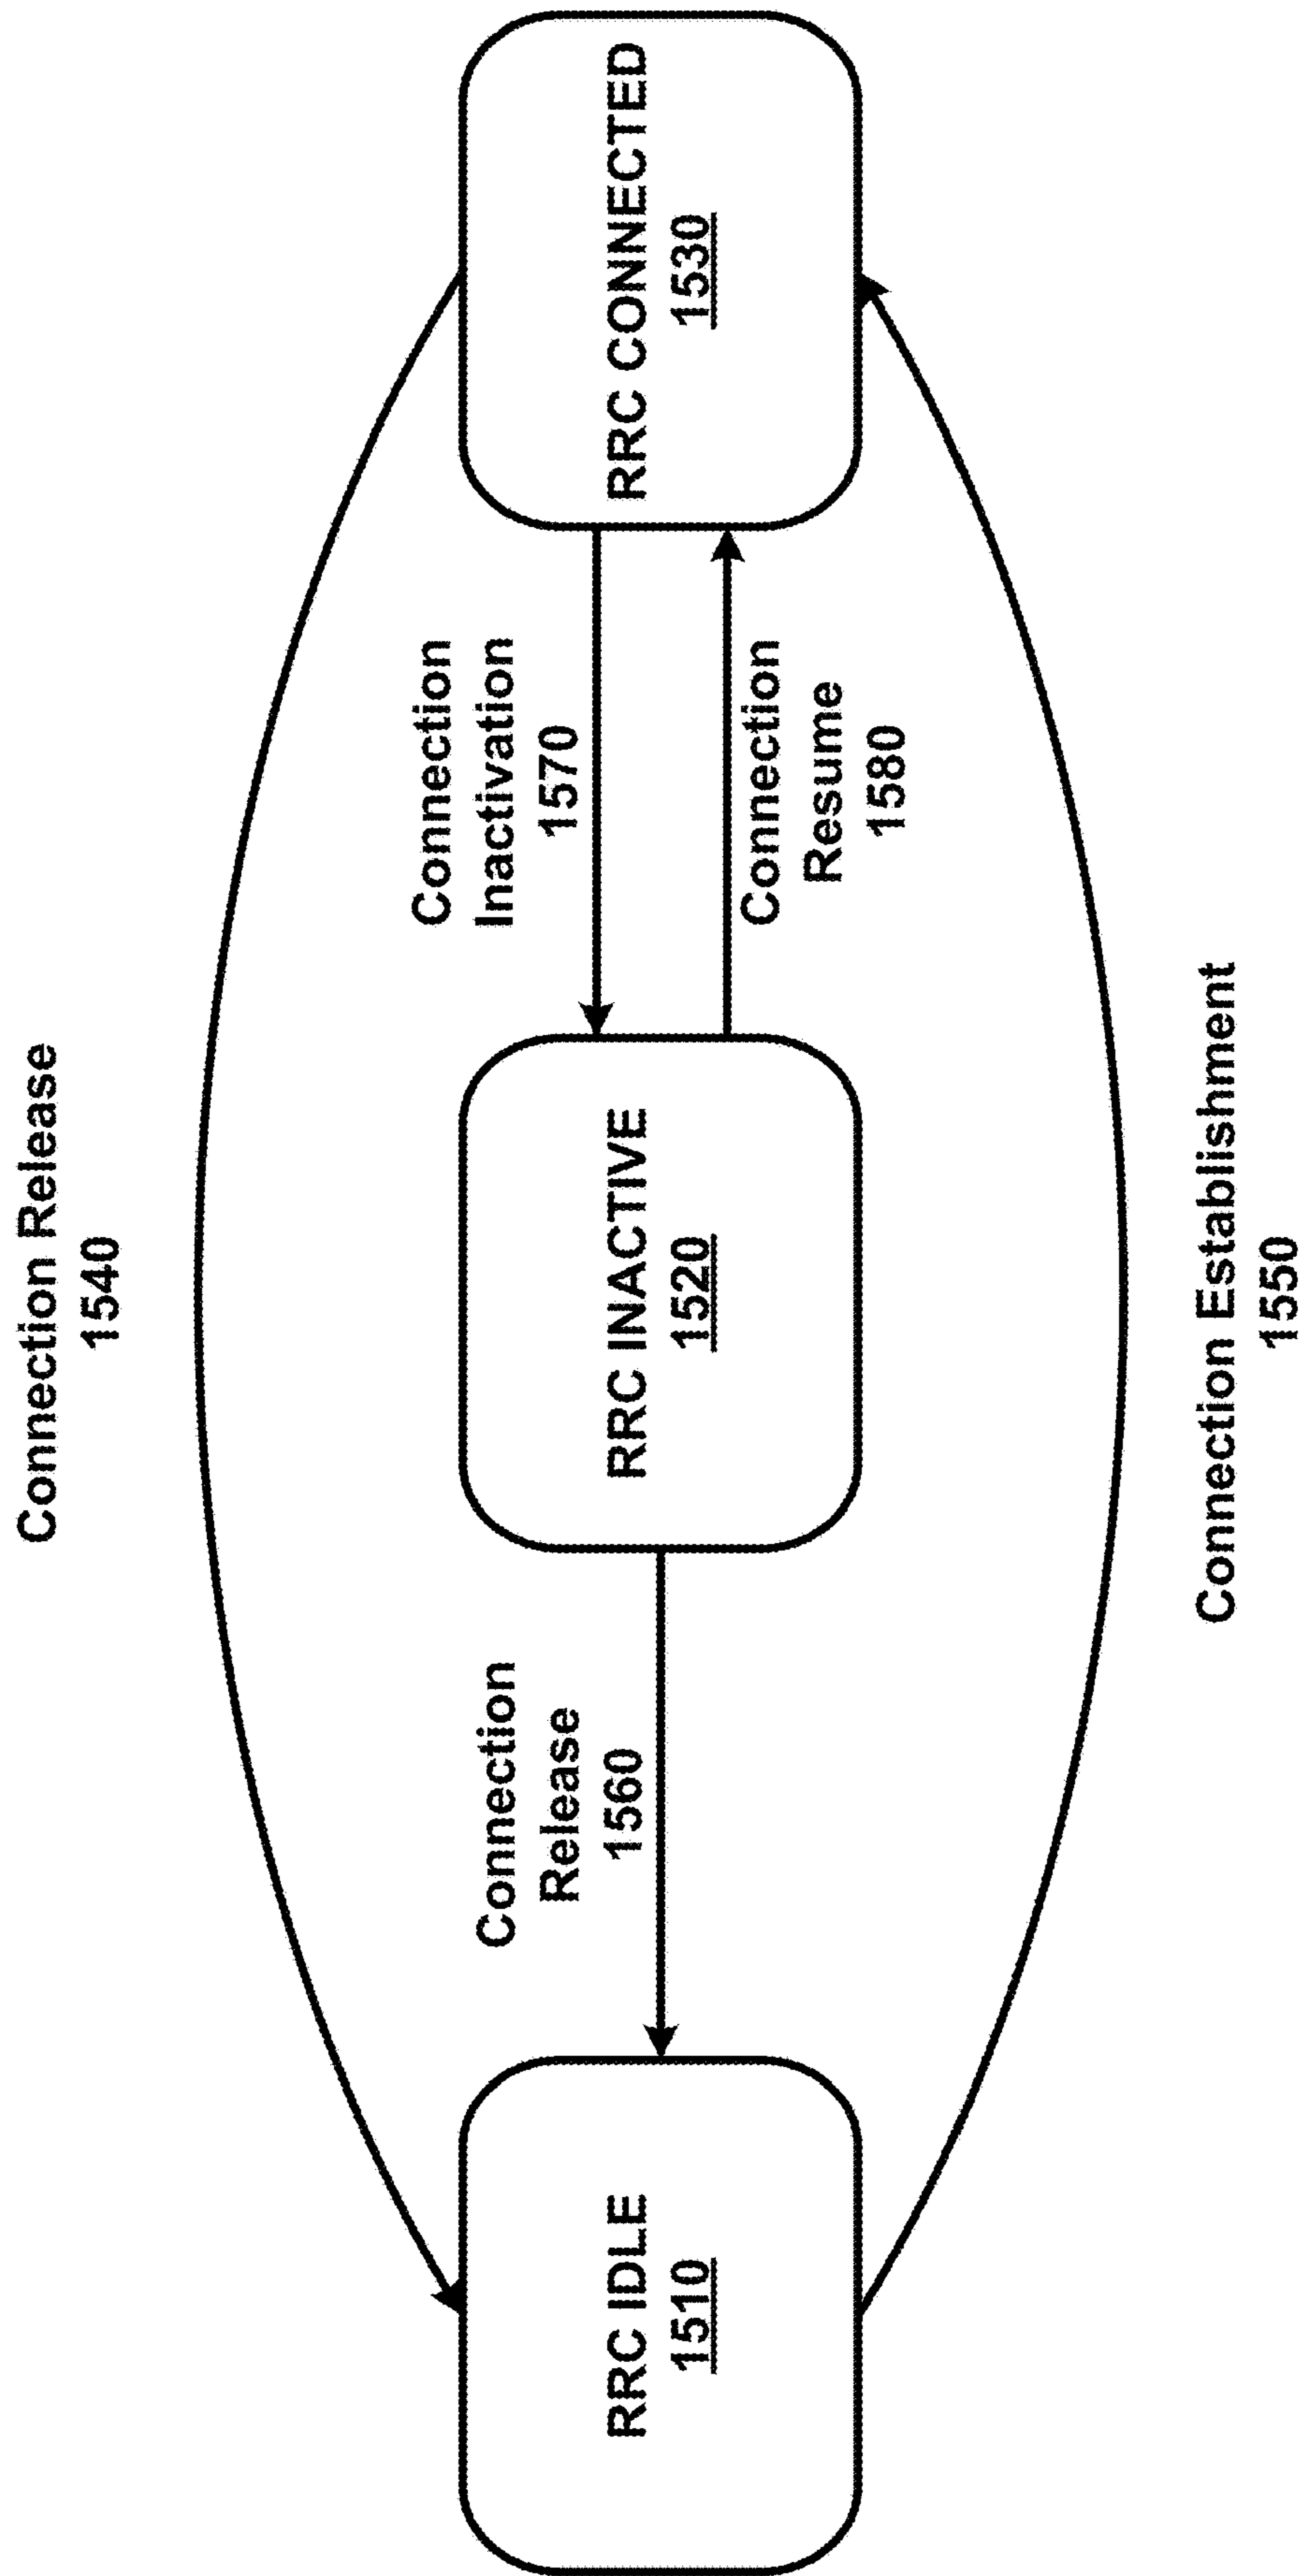 Connection Release
1540
RRC IDLE
1510
Connection
Release
1560
RRC INACTIVE
1520
Connection
Inactivation
1570
Connection
Resume
1580
RRC CONNECTED
1530
Connection Establishment
1550